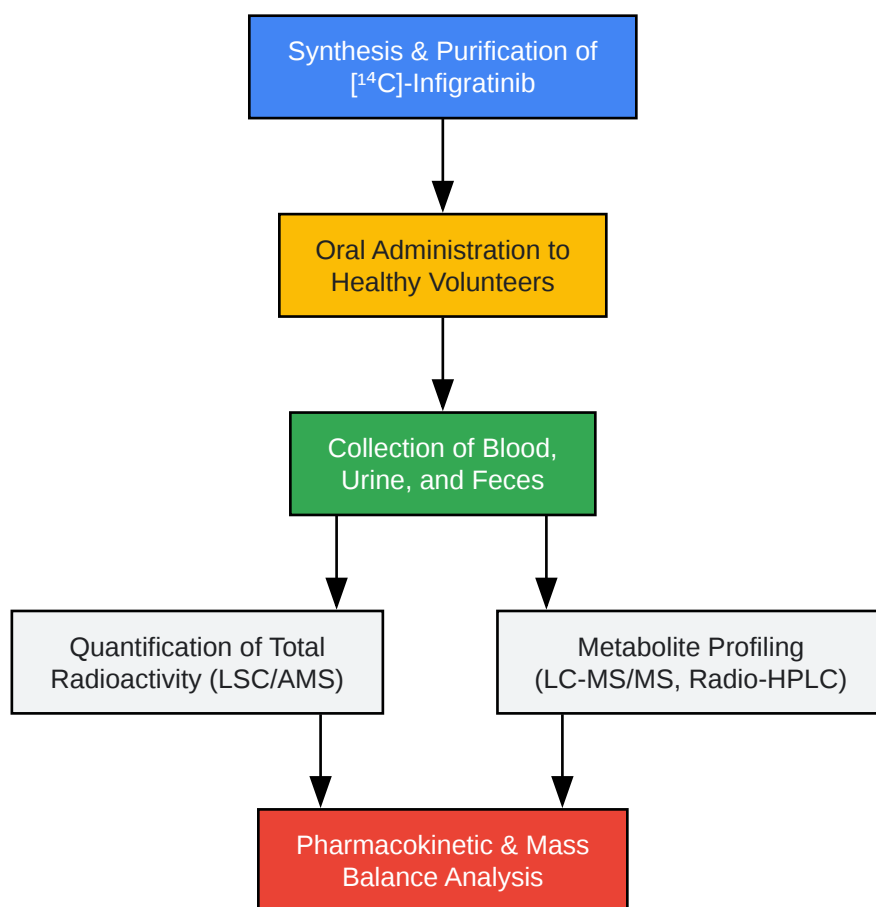 Synthesis & Purification of
[¹⁴C]-Infigratinib
Oral Administration to
Healthy Volunteers
Collection of Blood,
Urine, and Feces
Quantification of Total
Radioactivity (LSC/AMS)
Metabolite Profiling
(LC-MS/MS, Radio-HPLC)
Pharmacokinetic & Mass
Balance Analysis